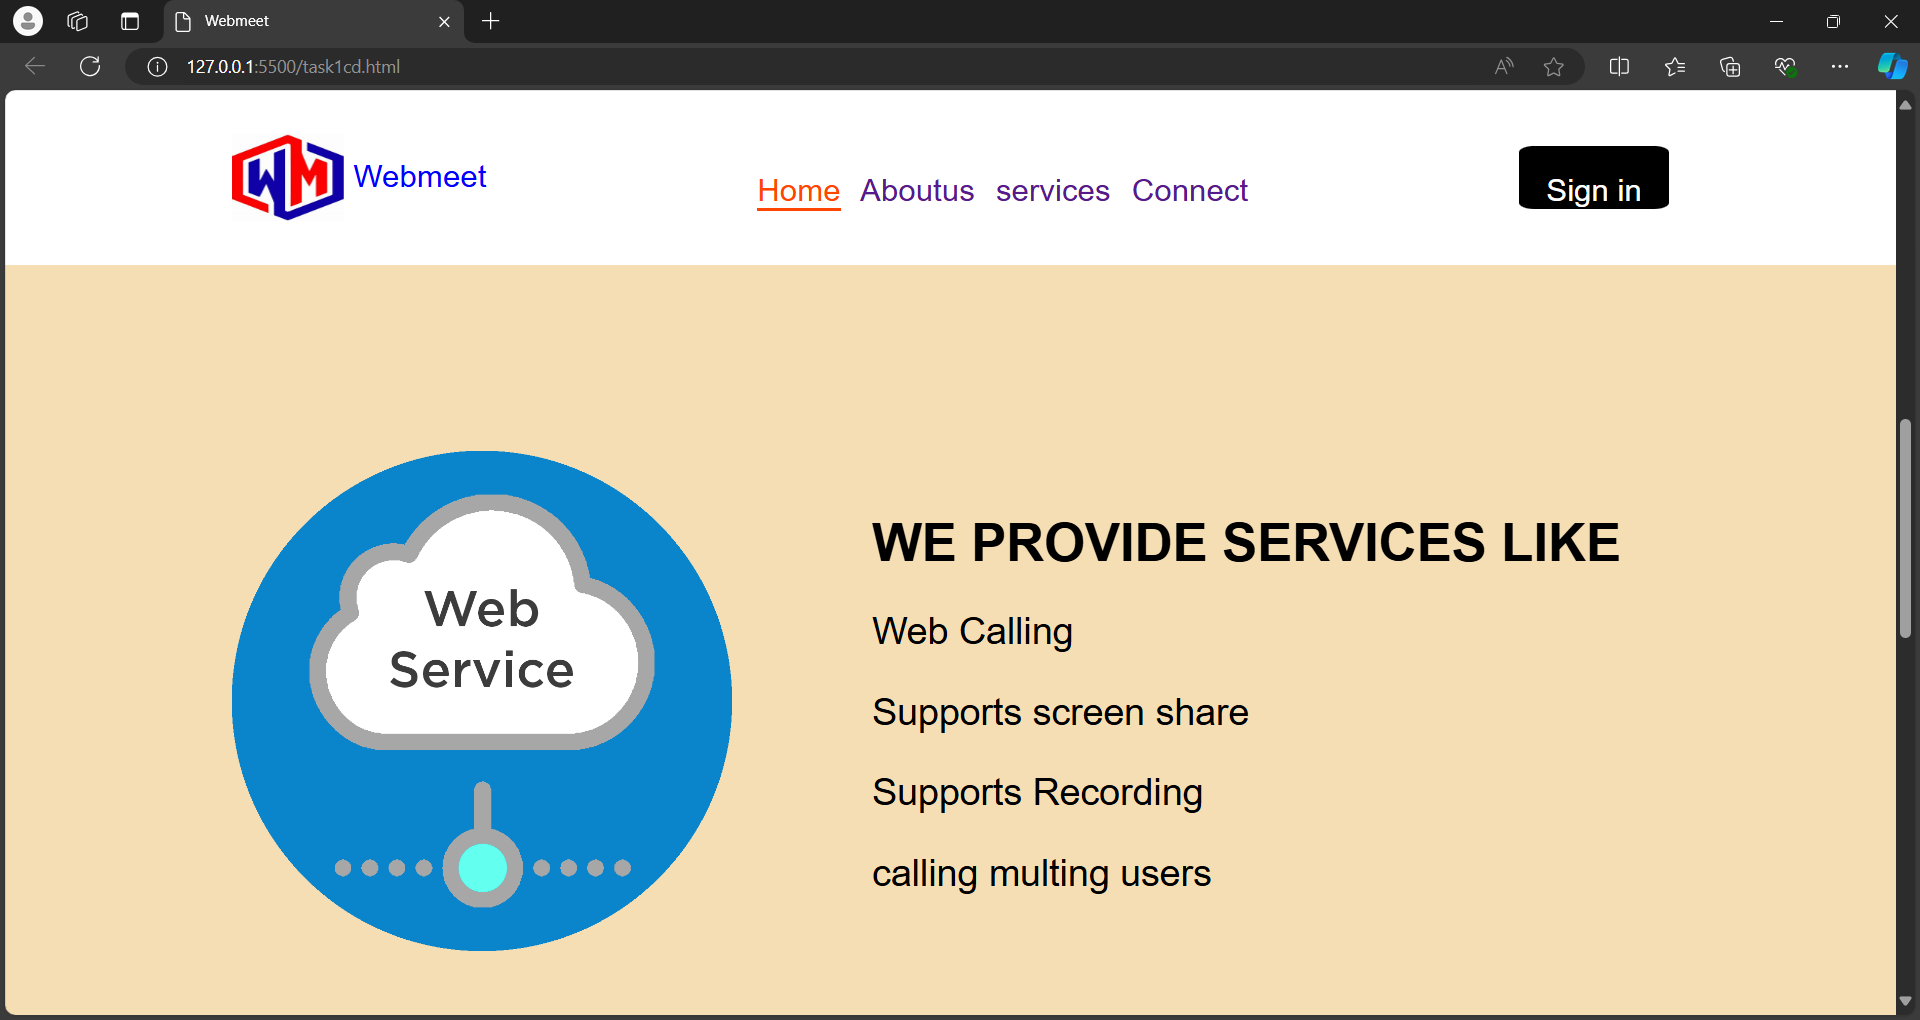 Webmeet
127.0.0.1:5500/task1cd.html
WM Webmeet
Home Aboutus services Connect
Sign in
Web
Service
WE PROVIDE SERVICES LIKE
Web Calling
Supports screen share
Supports Recording
calling multing users